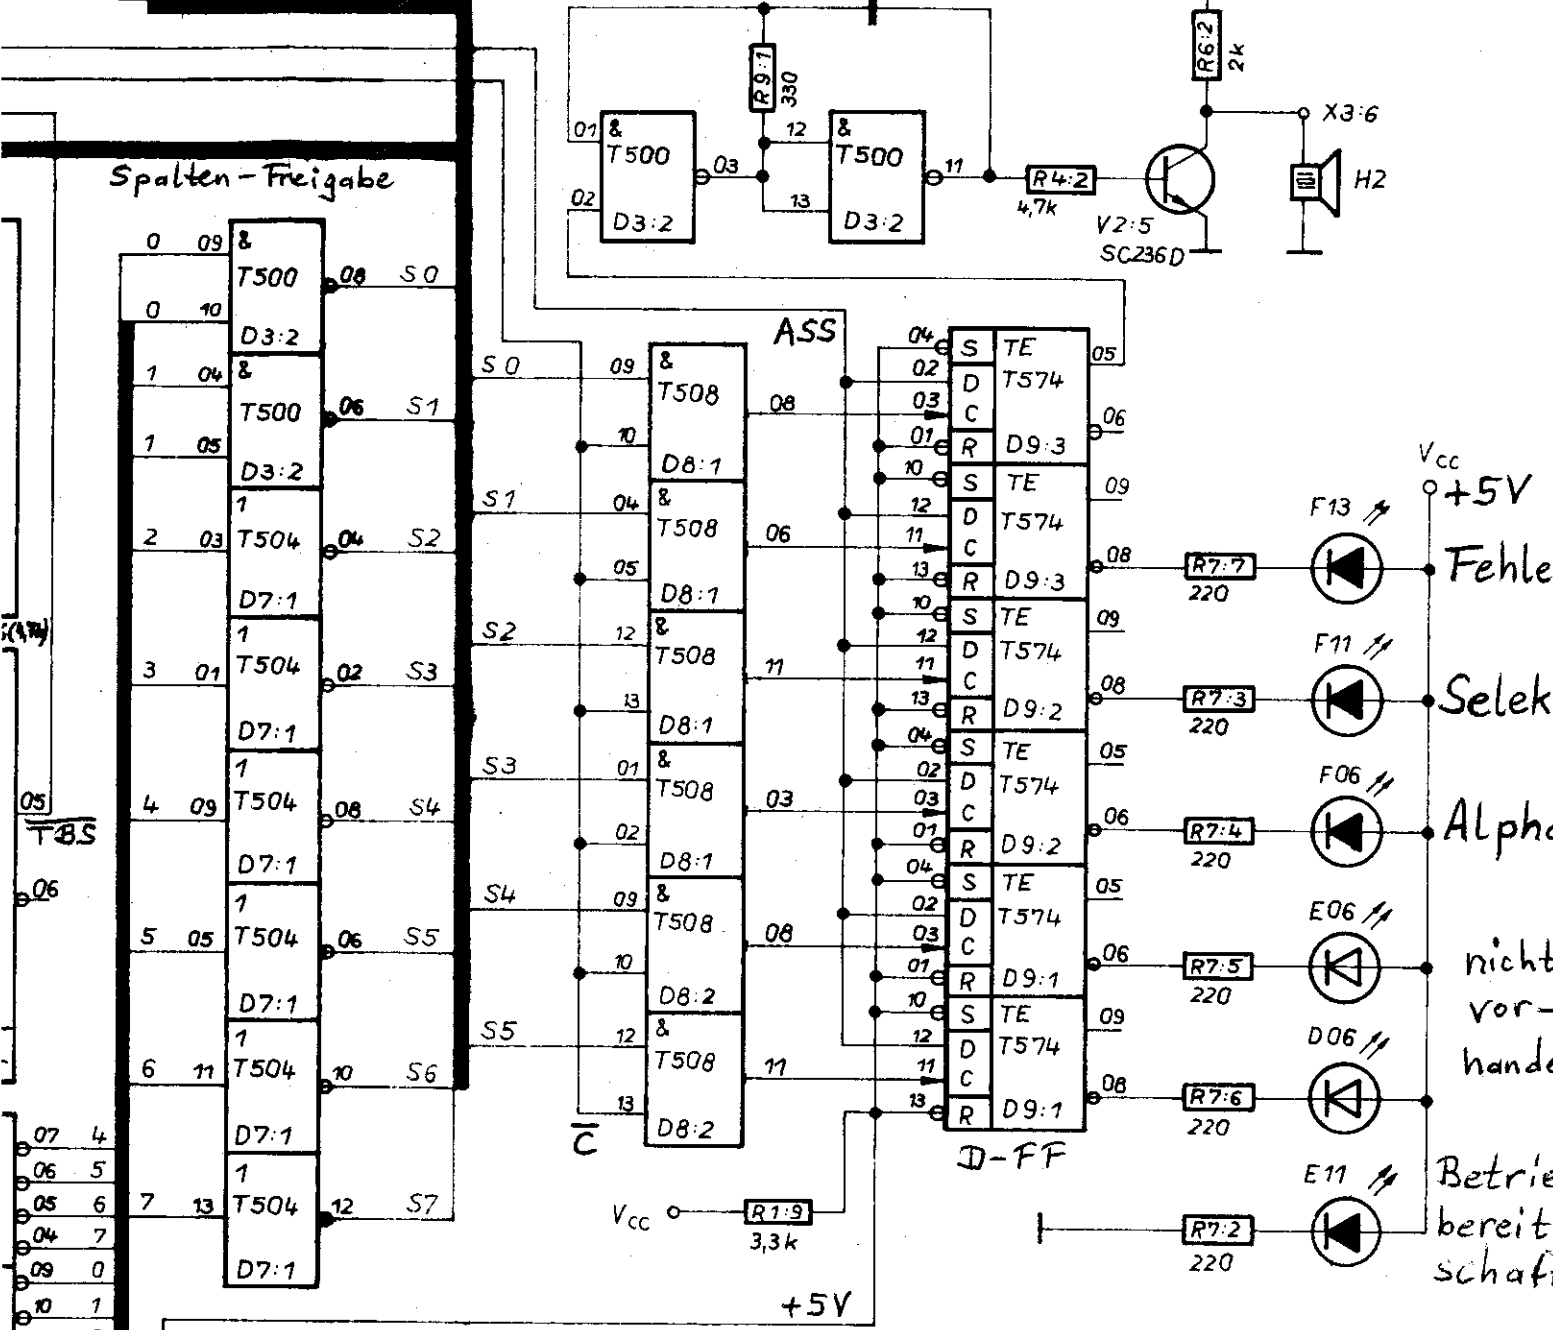 R6:2
2k
R9:1
330
01
&
T500
03
02
D3:2
12
&
T500
11
13
D3:2
R4:2
4,7k
V2:5
SC236D
X3:6
H2
Spalten-Freigabe
0 09 & 08 S0
T500
0 10
D3:2
1 04 & 06 S1
T500
1 05
D3:2
2 03 1 04 S2
T504
D7:1
3 01 1 02 S3
T504
D7:1
4 09 1 08 S4
T504
D7:1
5 05 1 06 S5
T504
D7:1
6 11 1 10 S6
T504
D7:1
7 13 1 12 S7
T504
D7:1
05
TBS
06
07 4
06 5
05 6
04 7
09 0
10 1
ASS
S0 09 & 08
T508
10
D8:1
S1 04 06
T508
05
D8:1
S2 12 & 11
T508
13
D8:1
S3 01 & 03
T508
02
D8:1
S4 09 & 08
T508
10
D8:2
S5 12 & 11
T508
13
D8:2
C
04 S TE 05
02 D T574
03 C 06
01 R D9:3
10 S TE 09
12 D T574
11 C 08
13 R D9:3
10 S TE 09
12 D T574
11 C 08
13 R D9:2
04 S TE 05
02 D T574
03 C 06
01 R D9:2
04 S TE 05
02 D T574
03 C 06
01 R D9:1
10 S TE 09
12 D T574
11 C 08
13 R D9:1
D-FF
VCC
R1:9
3,3k
+5V
VCC
+5V
F13
R7:7
220
Fehle
F11
R7:3
220
Selek
F06
R7:4
220
Alpha
E06
R7:5
220
nicht
vor-
hande
D06
R7:6
220
E11
R7:2
220
Betrie
bereit
schaf